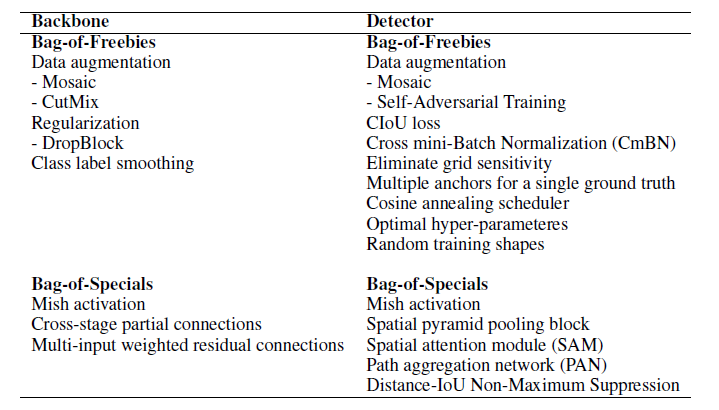 Backbone Detector
Bag-of-Freebies Bag-of-Freebies
Data augmentation Data augmentation
- Mosaic - Mosaic
- CutMix - Self-Adversarial Training
Regularization CIoU loss
- DropBlock Cross mini-Batch Normalization (CmBN)
Class label smoothing Eliminate grid sensitivity
Multiple anchors for a single ground truth
Cosine annealing scheduler
Optimal hyper-parameteres
Random training shapes
Bag-of-Specials Bag-of-Specials
Mish activation Mish activation
Cross-stage partial connections Spatial pyramid pooling block
Multi-input weighted residual connections Spatial attention module (SAM)
Path aggregation network (PAN)
Distance-IoU Non-Maximum Suppression